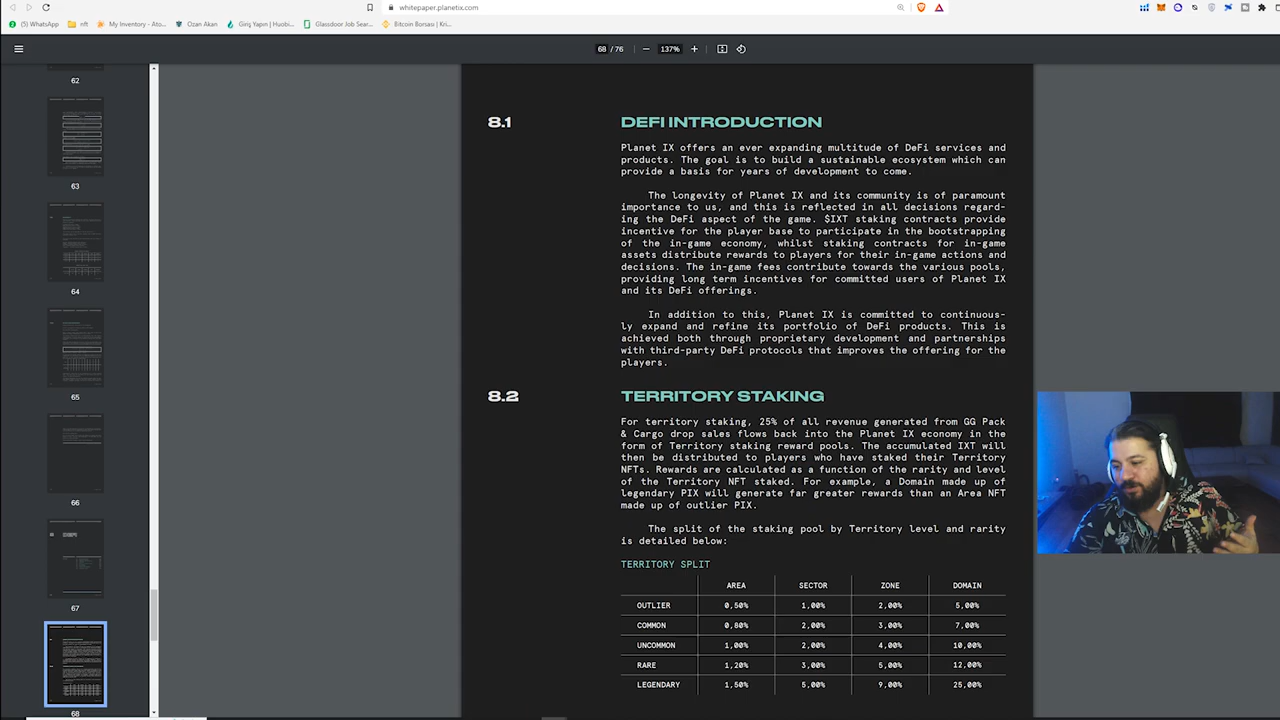 whitepaper.planetix.com
(5) WhatsApp
nft
My Inventory - Ato...
Ozan Akan
Giriş Yapın | Huobi...
Glassdoor Job Sear...
Bitcoin Borsası | Kri...
68 / 76
137%
62
63
64
65
66
67
68
8.1
DEFI INTRODUCTION
Planet IX offers an ever expanding multitude of DeFi services and
products. The goal is to build a sustainable ecosystem which can
provide a basis for years of development to come.
The longevity of Planet IX and its community is of paramount
importance to us, and this is reflected in all decisions regard-
ing the DeFi aspect of the game. $IXT staking contracts provide
incentive for the player base to participate in the bootstrapping
of the in-game economy, whilst staking contracts for in-game
assets distribute rewards to players for their in-game actions and
decisions. The in-game fees contribute towards the various pools,
providing long term incentives for committed users of Planet IX
and its DeFi offerings.
In addition to this, Planet IX is committed to continuous-
ly expand and refine its portfolio of DeFi products. This is
achieved both through proprietary development and partnerships
with third-party DeFi protocols that improves the offering for the
players.
8.2
TERRITORY STAKING
For territory staking, 25% of all revenue generated from GG Pack
& Cargo drop sales flows back into the Planet IX economy in the
form of Territory staking reward pools. The accumulated IXT will
then be distributed to players who have staked their Territory
NFTs. Rewards are calculated as a function of the rarity and level
of the Territory NFT staked. For example, a Domain made up of
legendary PIX will generate far greater rewards than an Area NFT
made up of outlier PIX.
The split of the staking pool by Territory level and rarity
is detailed below:
TERRITORY SPLIT
AREA SECTOR ZONE DOMAIN
OUTLIER 0,50% 1,00% 2,00% 5,00%
COMMON 0,80% 2,00% 3,00% 7,00%
UNCOMMON 1,00% 2,00% 4,00% 10,00%
RARE 1,20% 3,00% 5,00% 12,00%
LEGENDARY 1,50% 5,00% 9,00% 25,00%